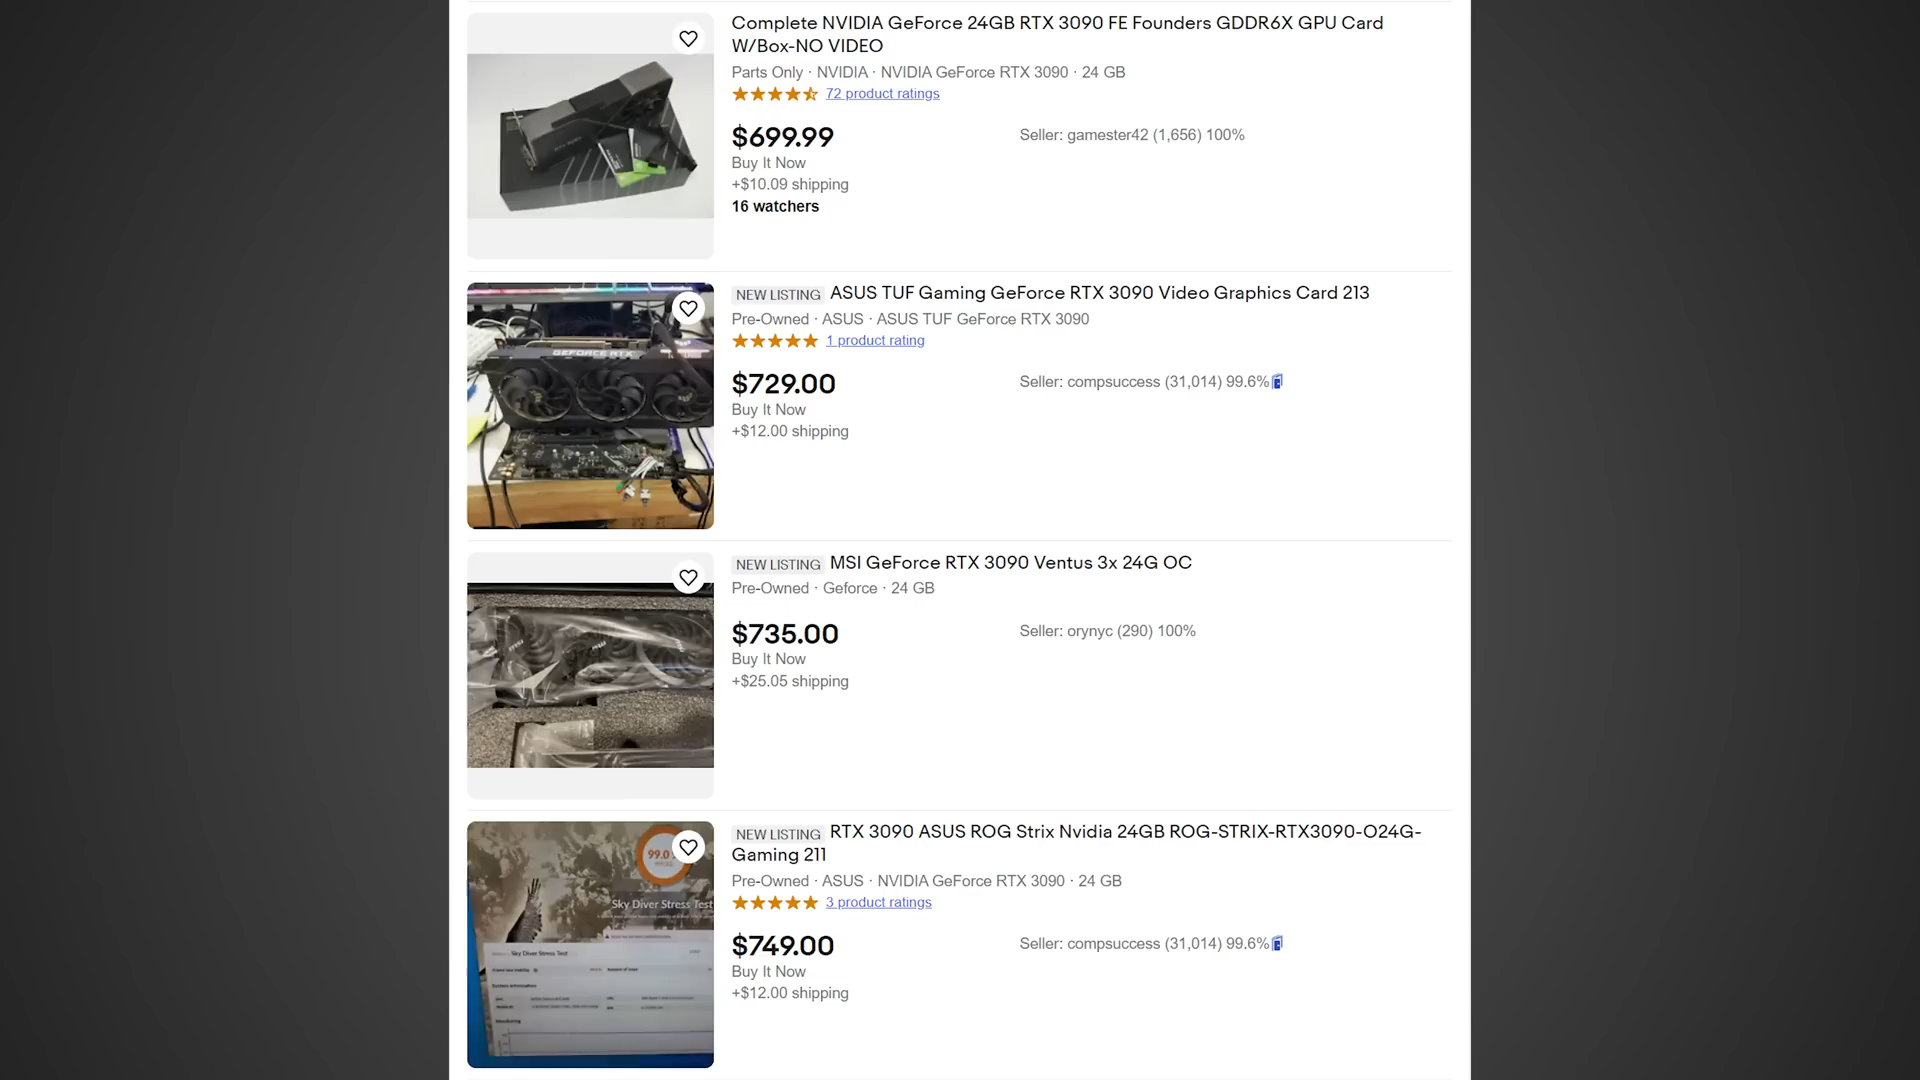 Complete NVIDIA GeForce 24GB RTX 3090 FE Founders GDDR6X GPU Card
W/Box-NO VIDEO
Parts Only · NVIDIA · NVIDIA GeForce RTX 3090 · 24 GB
72 product ratings
$699.99
Seller: gamester42 (1,656) 100%
Buy It Now
+$10.09 shipping
16 watchers
GEFORCE RTX
NEW LISTING ASUS TUF Gaming GeForce RTX 3090 Video Graphics Card 213
Pre-Owned · ASUS · ASUS TUF GeForce RTX 3090
1 product rating
$729.00
Seller: compsuccess (31,014) 99.6%
Buy It Now
+$12.00 shipping
NEW LISTING MSI GeForce RTX 3090 Ventus 3x 24G OC
Pre-Owned · Geforce · 24 GB
$735.00
Seller: orynyc (290) 100%
Buy It Now
+$25.05 shipping
99.0
Sky Diver Stress Test
Sky Diver Stress Test
Monitoring
NEW LISTING RTX 3090 ASUS ROG Strix Nvidia 24GB ROG-STRIX-RTX3090-O24G-
Gaming 211
Pre-Owned · ASUS · NVIDIA GeForce RTX 3090 · 24 GB
3 product ratings
$749.00
Seller: compsuccess (31,014) 99.6%
Buy It Now
+$12.00 shipping